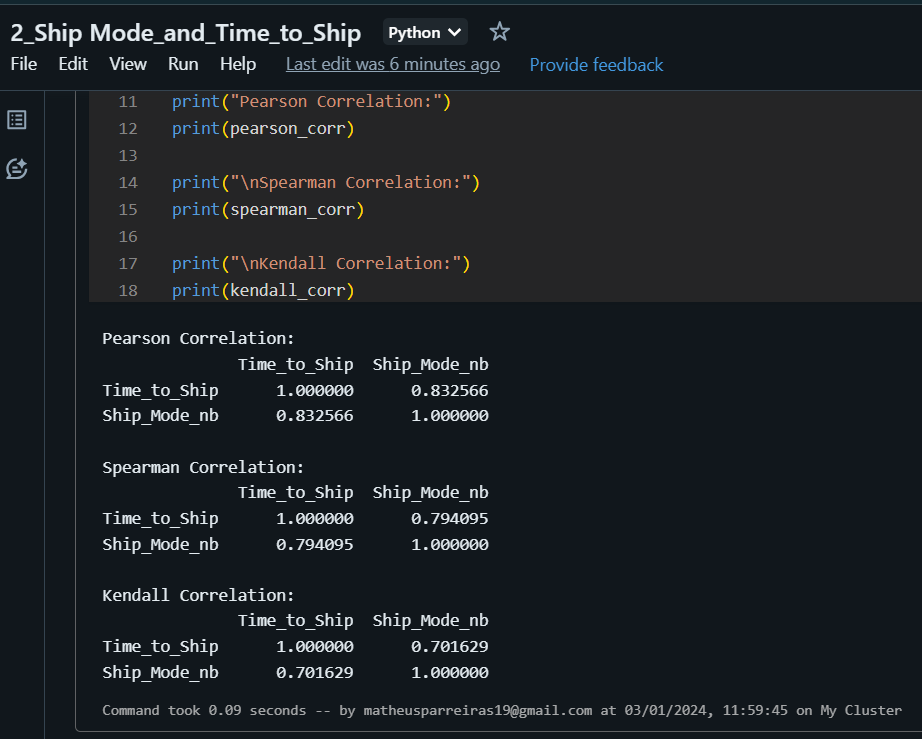 2_Ship Mode_and_Time_to_Ship Python
File Edit View Run Help Last edit was 6 minutes ago Provide feedback
11 print("Pearson Correlation:")
12 print(pearson_corr)
13
14 print("\nSpearman Correlation:")
15 print(spearman_corr)
16
17 print("\nKendall Correlation:")
18 print(kendall_corr)
Pearson Correlation:
Time_to_Ship Ship_Mode_nb
Time_to_Ship 1.000000 0.832566
Ship_Mode_nb 0.832566 1.000000
Spearman Correlation:
Time_to_Ship Ship_Mode_nb
Time_to_Ship 1.000000 0.794095
Ship_Mode_nb 0.794095 1.000000
Kendall Correlation:
Time_to_Ship Ship_Mode_nb
Time_to_Ship 1.000000 0.701629
Ship_Mode_nb 0.701629 1.000000
Command took 0.09 seconds -- by matheusparreiras19@gmail.com at 03/01/2024, 11:59:45 on My Cluster